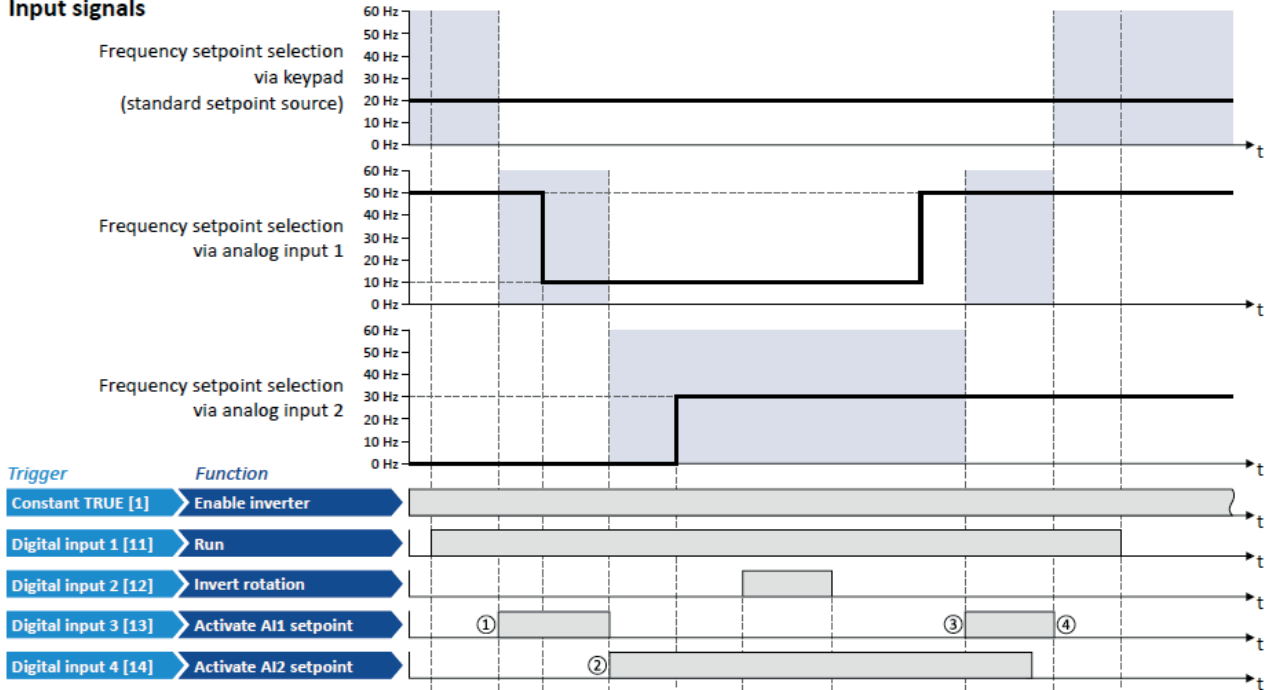 Input signals
Frequency setpoint selection
via keypad
(standard setpoint source)
60 Hz
50 Hz
40 Hz
30 Hz
20 Hz
10 Hz
0 Hz
t
Frequency setpoint selection
via analog input 1
60 Hz
50 Hz
40 Hz
30 Hz
20 Hz
10 Hz
0 Hz
t
Frequency setpoint selection
via analog input 2
60 Hz
50 Hz
40 Hz
30 Hz
20 Hz
10 Hz
0 Hz
t
Trigger Function
Constant TRUE [1] Enable inverter
t
Digital input 1 [11] Run
t
Digital input 2 [12] Invert rotation
t
Digital input 3 [13] Activate AI1 setpoint ① ③ ④
t
Digital input 4 [14] Activate AI2 setpoint ②
t